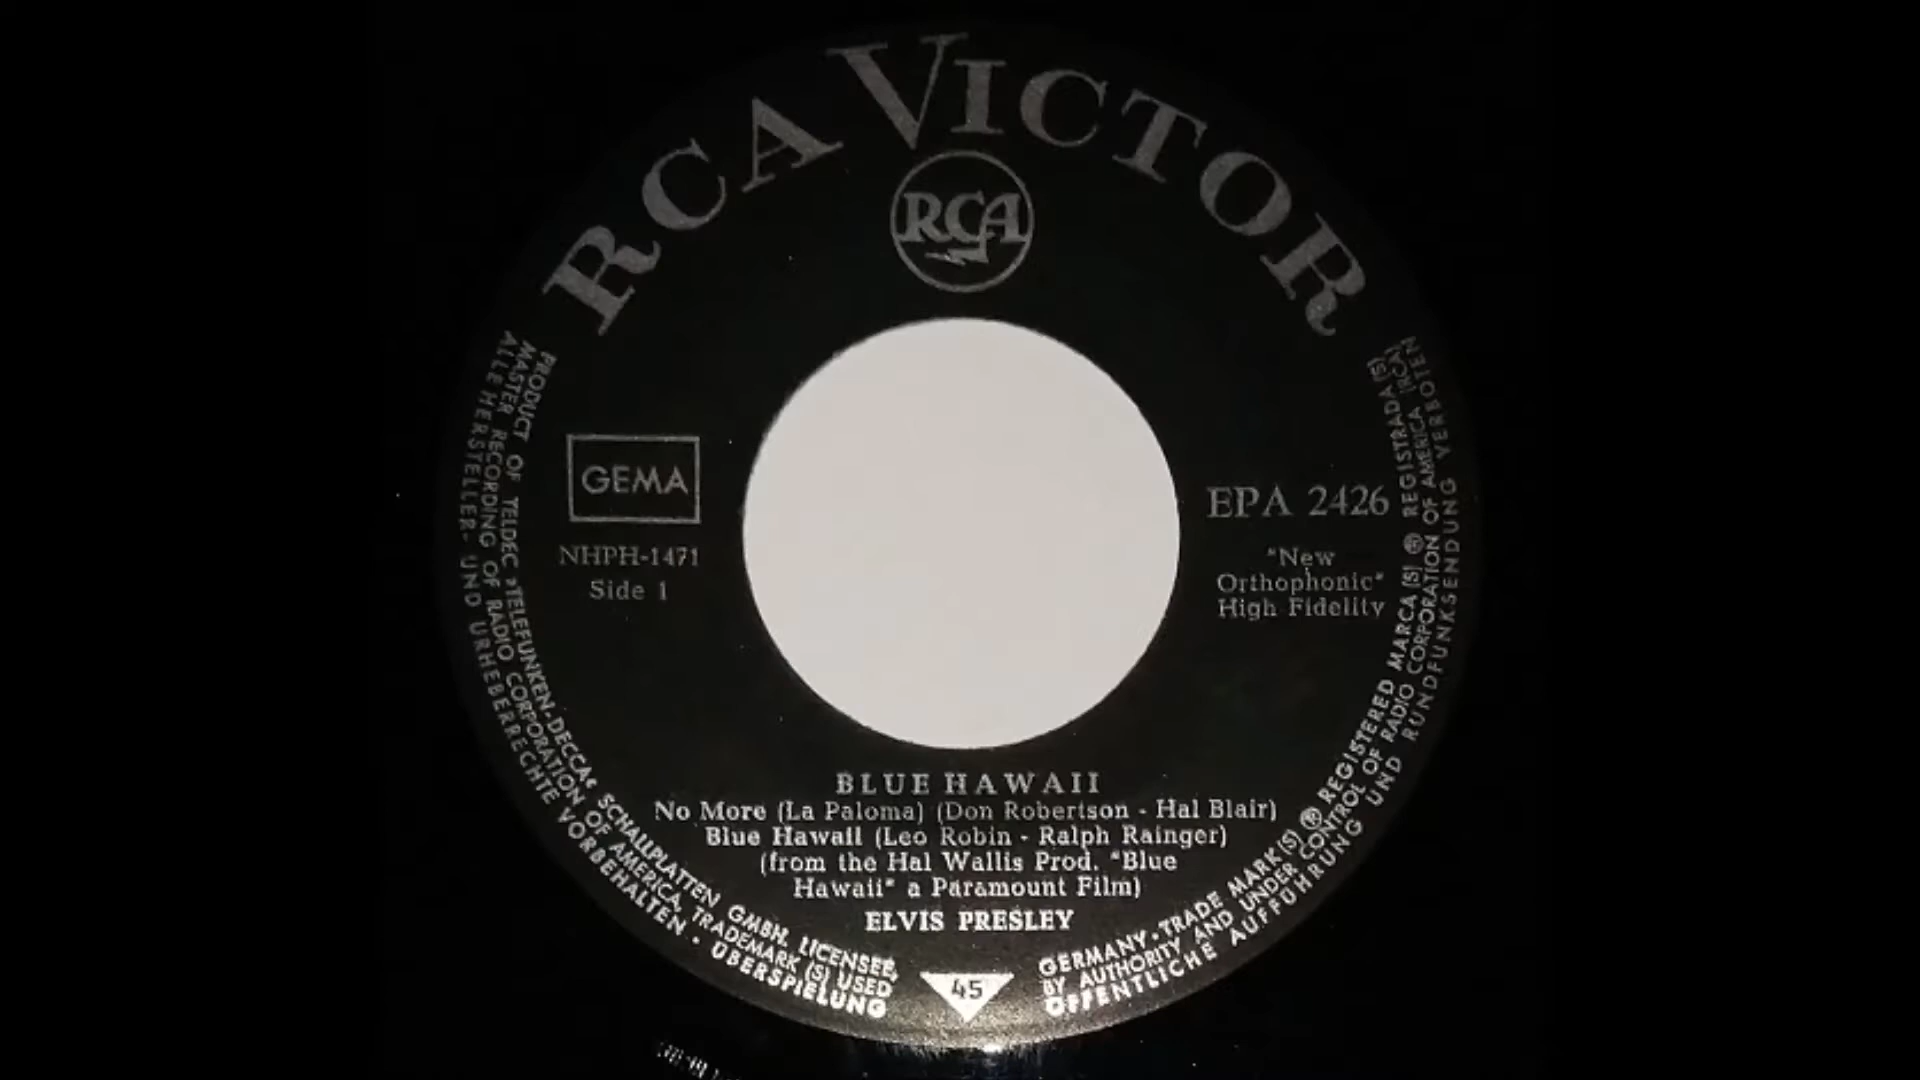 RCA VICTOR
RCA
GEMA
NHPH-1471
Side 1
EPA 2426
"New
Orthophonic"
High Fidelity
BLUE HAWAII
No More (La Paloma) (Don Robertson - Hal Blair)
Blue Hawaii (Leo Robin - Ralph Rainger)
(from the Hal Wallis Prod. "Blue
Hawaii" a Paramount Film)
ELVIS PRESLEY
45
PRODUCT OF TELDEC »TELEFUNKEN-DECCA« SCHALLPLATTEN GMBH. LICENSEE, GERMANY • TRADE MARK (S) ® REGISTERED MARCA (S) ® REGISTRADA (S)
MASTER RECORDING OF RADIO CORPORATION OF AMERICA, TRADEMARK (S) USED BY AUTHORITY AND UNDER CONTROL OF RADIO CORPORATION OF AMERICA (RCA)
ALLE HERSTELLER- UND URHEBERRECHTE VORBEHALTEN • ÜBERSPIELUNG ÖFFENTLICHE AUFFÜHRUNG UND RUNDFUNKSENDUNG VERBOTEN